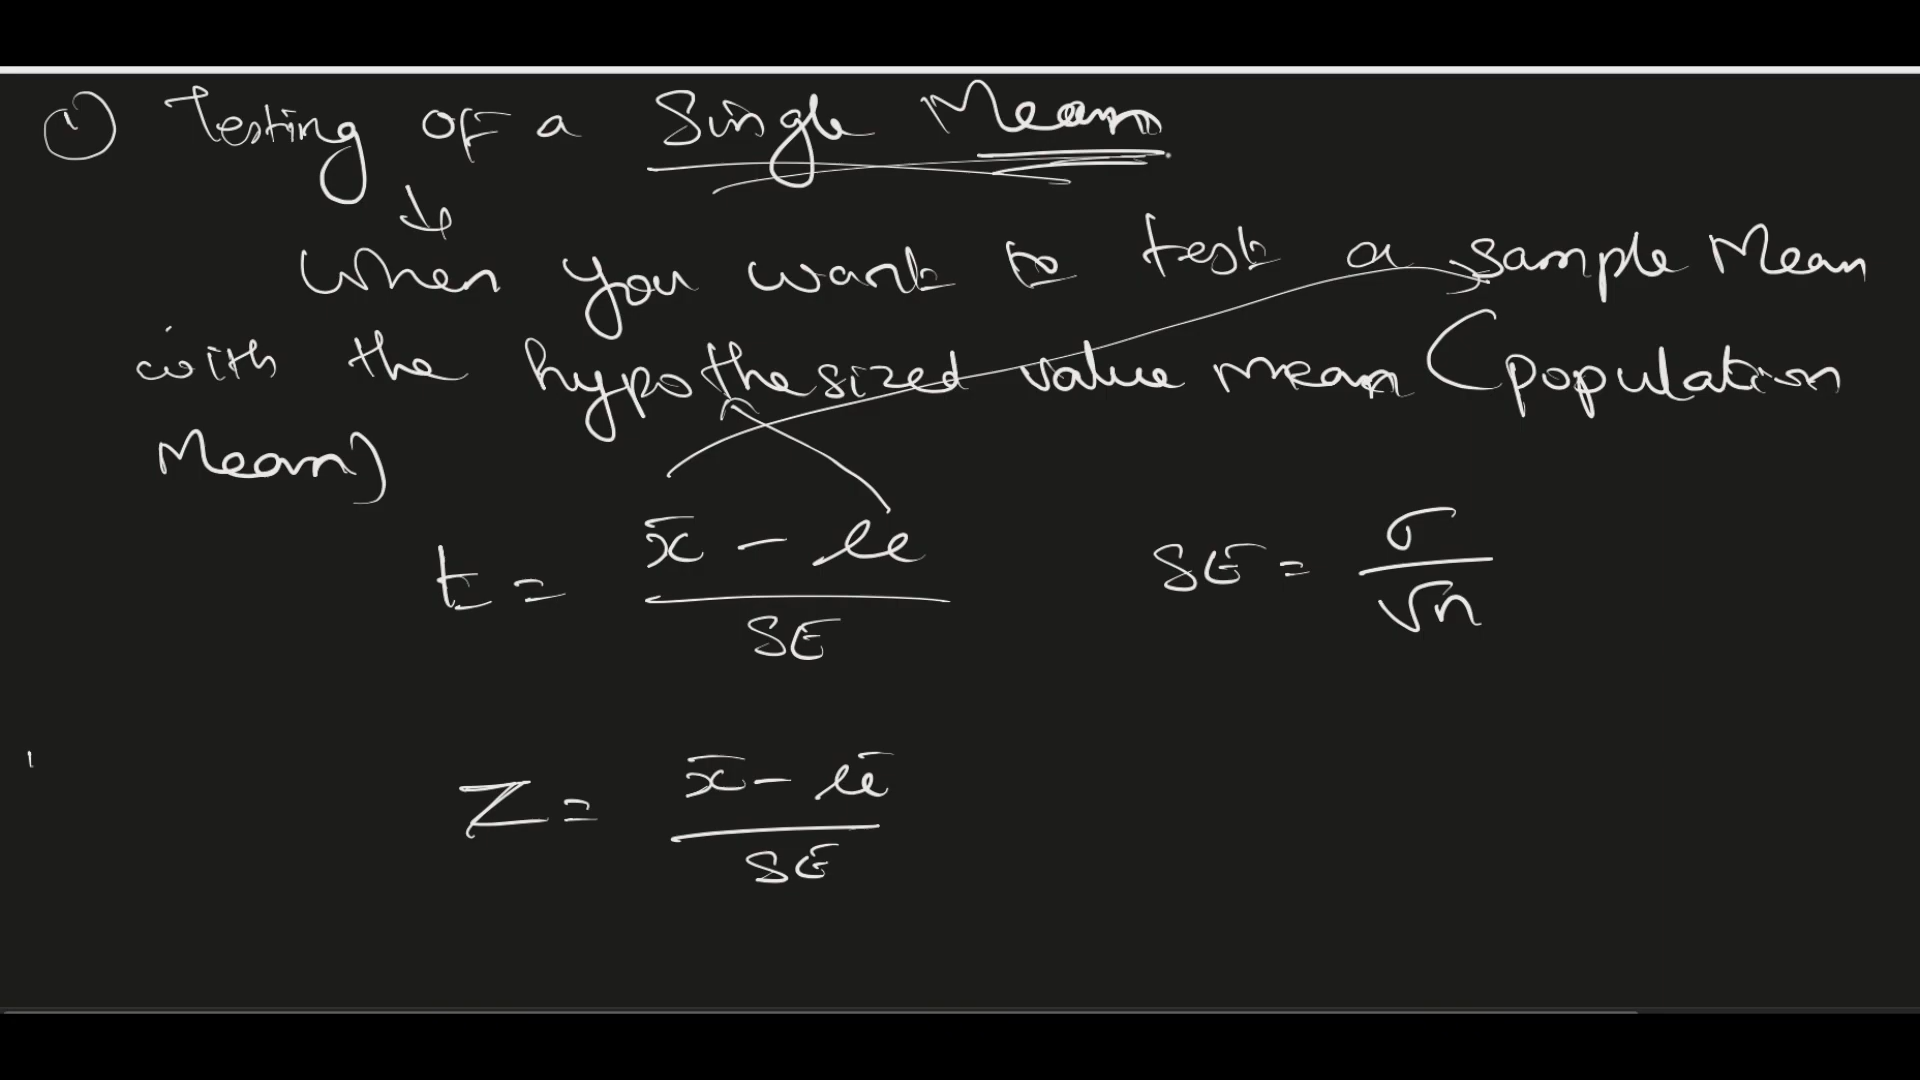 ① Testing of a Single Mean
↓
When you want to test a sample Mean
with the hypothesized value mean (population
Mean)
t = x̄ - μ / SE    SE = σ / √n
Z = x̄ - μ / SE